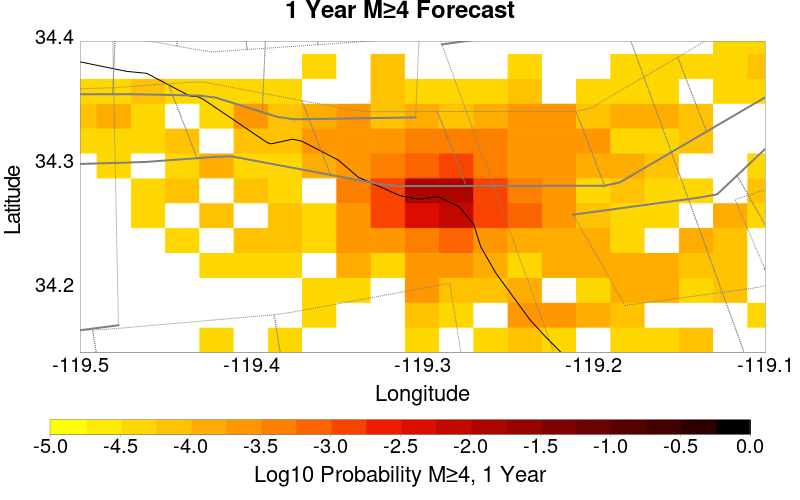 1 Year M≥4 Forecast
34.4
34.3
34.2
Latitude
-119.5 -119.4 -119.3 -119.2 -119.1
Longitude
-5.0 -4.5 -4.0 -3.5 -3.0 -2.5 -2.0 -1.5 -1.0 -0.5 0.0
Log10 Probability M≥4, 1 Year